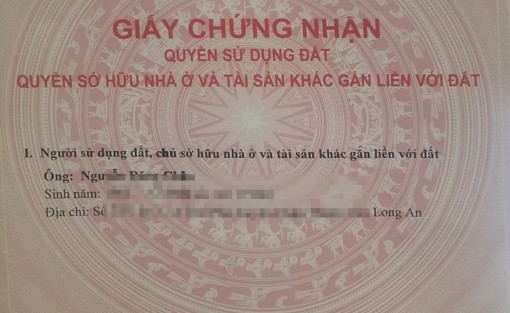 GIẤY CHỨNG NHẬN
QUYỀN SỬ DỤNG ĐẤT
QUYỀN SỞ HỮU NHÀ Ở VÀ TÀI SẢN KHÁC GẮN LIỀN VỚI ĐẤT
I. Người sử dụng đất, chủ sở hữu nhà ở và tài sản khác gắn liền với đất
Ông:
Sinh năm:
Địa chỉ: Số Long An